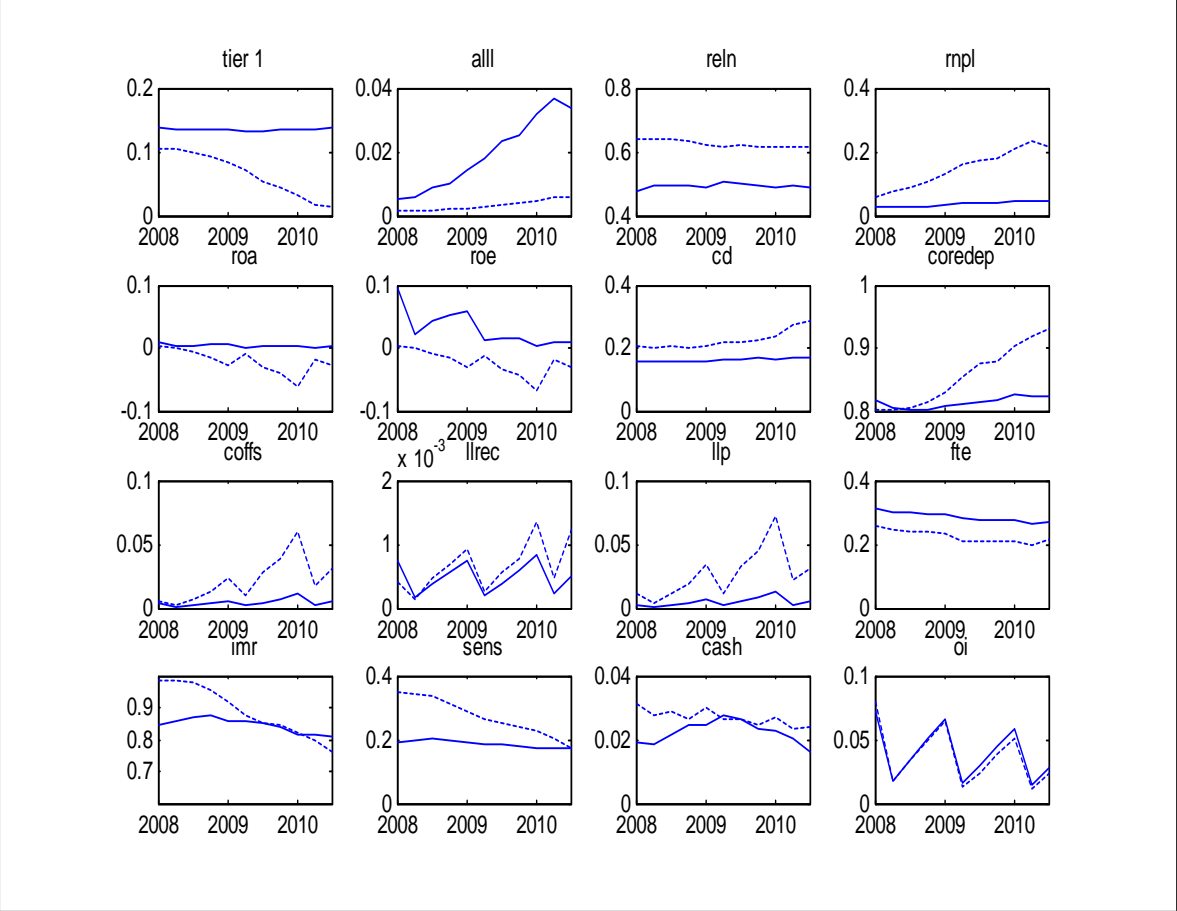 tier 1 alll reln rnpl
0.2 0.04 0.8 0.4
0.1 0.02 0.6 0.2
0 0 0.4 0
2008 2009 2010 2008 2009 2010 2008 2009 2010 2008 2009 2010
roa roe cd coredep
0.1 0.1 0.4 1
0 0 0.2 0.9
-0.1 -0.1 0 0.8
2008 2009 2010 2008 2009 2010 2008 2009 2010 2008 2009 2010
coffs x 10-3 llrec llp fte
0.1 2 0.1 0.4
0.05 1 0.05 0.2
0 0 0 0
2008 2009 2010 2008 2009 2010 2008 2009 2010 2008 2009 2010
imr sens cash oi
0.9 0.4 0.04 0.1
0.8 0.2 0.02 0.05
0.7 0 0 0
2008 2009 2010 2008 2009 2010 2008 2009 2010 2008 2009 2010